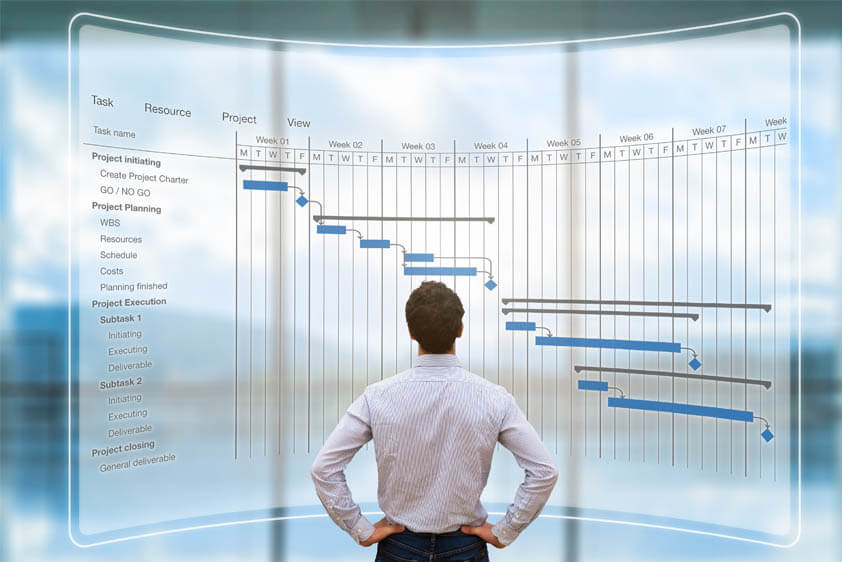 Task Resource Project View
Task name
Week 01 Week 02 Week 03 Week 04 Week 05 Week 06 Week 07 Week
M T W T F M T W T F M T W T F M T W T F M T W T F M T W T F M T W T F M T W
Project initiating
Create Project Charter
GO / NO GO
Project Planning
WBS
Resources
Schedule
Costs
Planning finished
Project Execution
Subtask 1
Initiating
Executing
Deliverable
Subtask 2
Initiating
Executing
Deliverable
Project closing
General deliverable